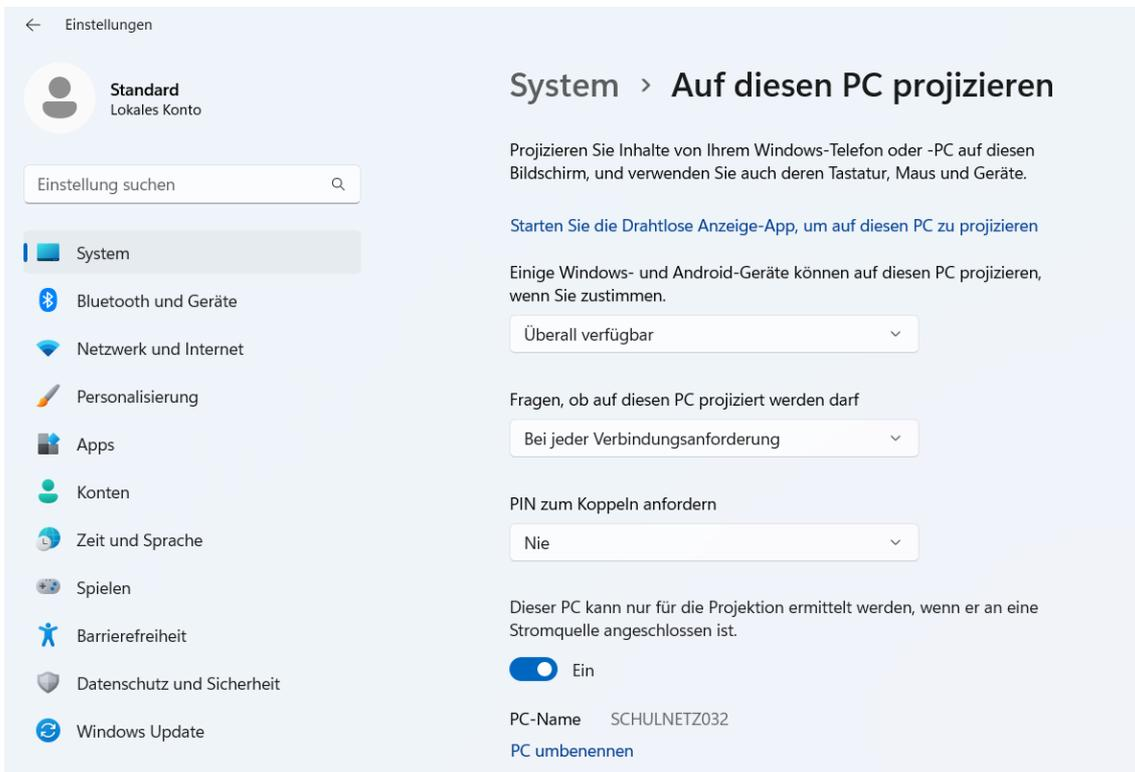 Einstellungen
Standard
Lokales Konto
Einstellung suchen
System
Bluetooth und Geräte
Netzwerk und Internet
Personalisierung
Apps
Konten
Zeit und Sprache
Spielen
Barrierefreiheit
Datenschutz und Sicherheit
Windows Update
System › Auf diesen PC projizieren
Projizieren Sie Inhalte von Ihrem Windows-Telefon oder -PC auf diesen
Bildschirm, und verwenden Sie auch deren Tastatur, Maus und Geräte.
Starten Sie die Drahtlose Anzeige-App, um auf diesen PC zu projizieren
Einige Windows- und Android-Geräte können auf diesen PC projizieren,
wenn Sie zustimmen.
Überall verfügbar
Fragen, ob auf diesen PC projiziert werden darf
Bei jeder Verbindungsanforderung
PIN zum Koppeln anfordern
Nie
Dieser PC kann nur für die Projektion ermittelt werden, wenn er an eine
Stromquelle angeschlossen ist.
Ein
PC-Name SCHULNETZ032
PC umbenennen